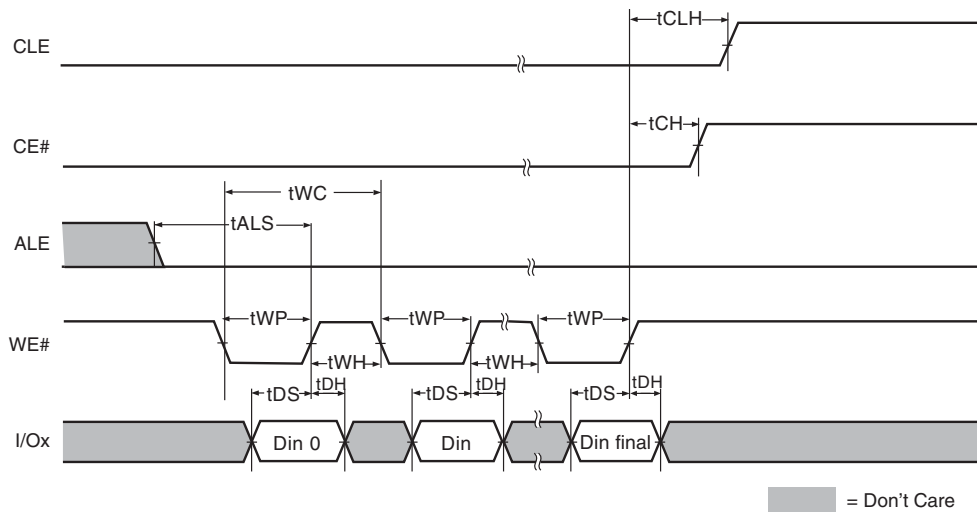 tCLH
CLE
tCH
CE#
tWC
tALS
ALE
tWP
tWP
tWP
WE#
tWH
tWH
tDS
tDH
tDS
tDH
tDS
tDH
I/Ox
Din 0
Din
Din final
= Don't Care